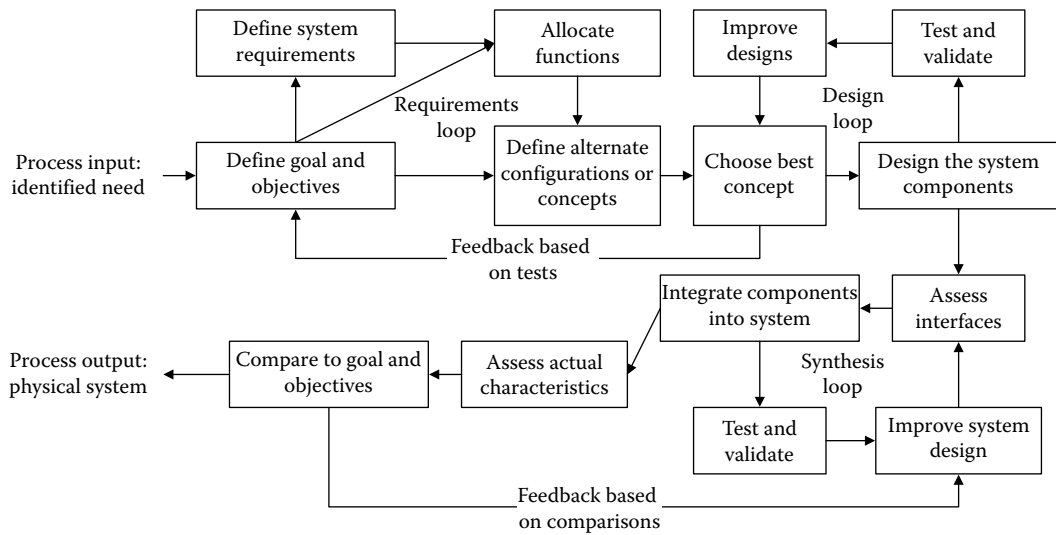 Define system
requirements
Allocate
functions
Improve
designs
Test and
validate
Requirements
loop
Design
loop
Process input:
identified need
Define goal and
objectives
Define alternate
configurations or
concepts
Choose best
concept
Design the system
components
Feedback based
on tests
Integrate components
into system
Assess
interfaces
Process output:
physical system
Compare to goal and
objectives
Assess actual
characteristics
Synthesis
loop
Test and
validate
Improve system
design
Feedback based
on comparisons